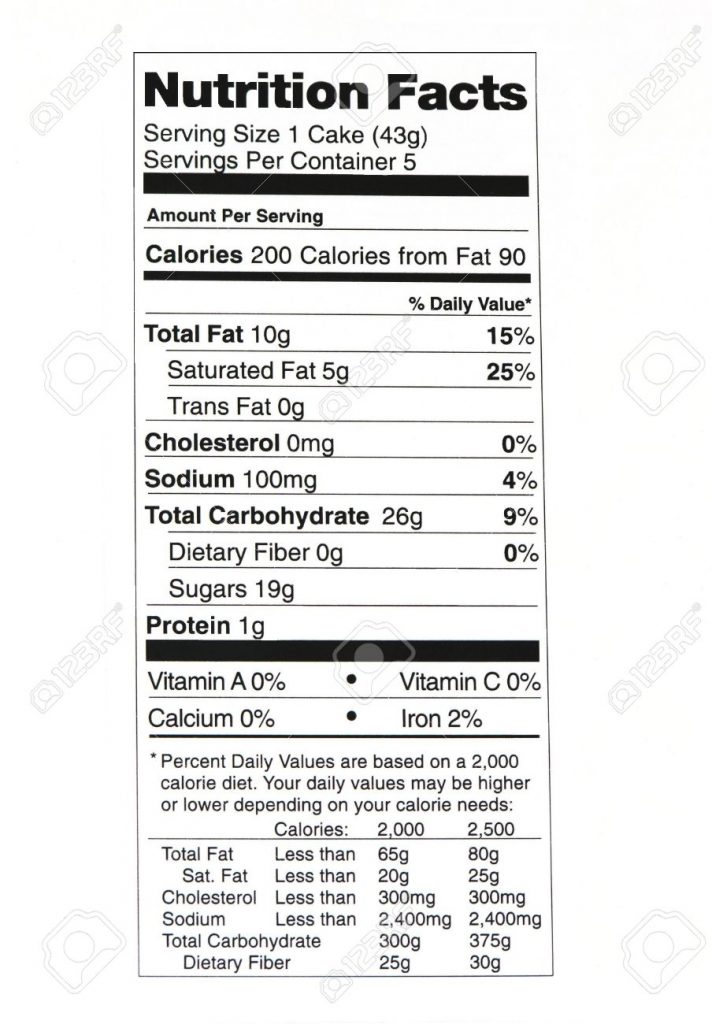 Nutrition Facts
Serving Size 1 Cake (43g)
Servings Per Container 5
Amount Per Serving
Calories 200 Calories from Fat 90
% Daily Value*
Total Fat 10g 15%
Saturated Fat 5g 25%
Trans Fat 0g
Cholesterol 0mg 0%
Sodium 100mg 4%
Total Carbohydrate 26g 9%
Dietary Fiber 0g 0%
Sugars 19g
Protein 1g
Vitamin A 0% • Vitamin C 0%
Calcium 0% • Iron 2%
* Percent Daily Values are based on a 2,000
calorie diet. Your daily values may be higher
or lower depending on your calorie needs:
Calories: 2,000 2,500
Total Fat Less than 65g 80g
Sat. Fat Less than 20g 25g
Cholesterol Less than 300mg 300mg
Sodium Less than 2,400mg 2,400mg
Total Carbohydrate 300g 375g
Dietary Fiber 25g 30g
123RF
123RF
123RF
123RF
123RF
123RF